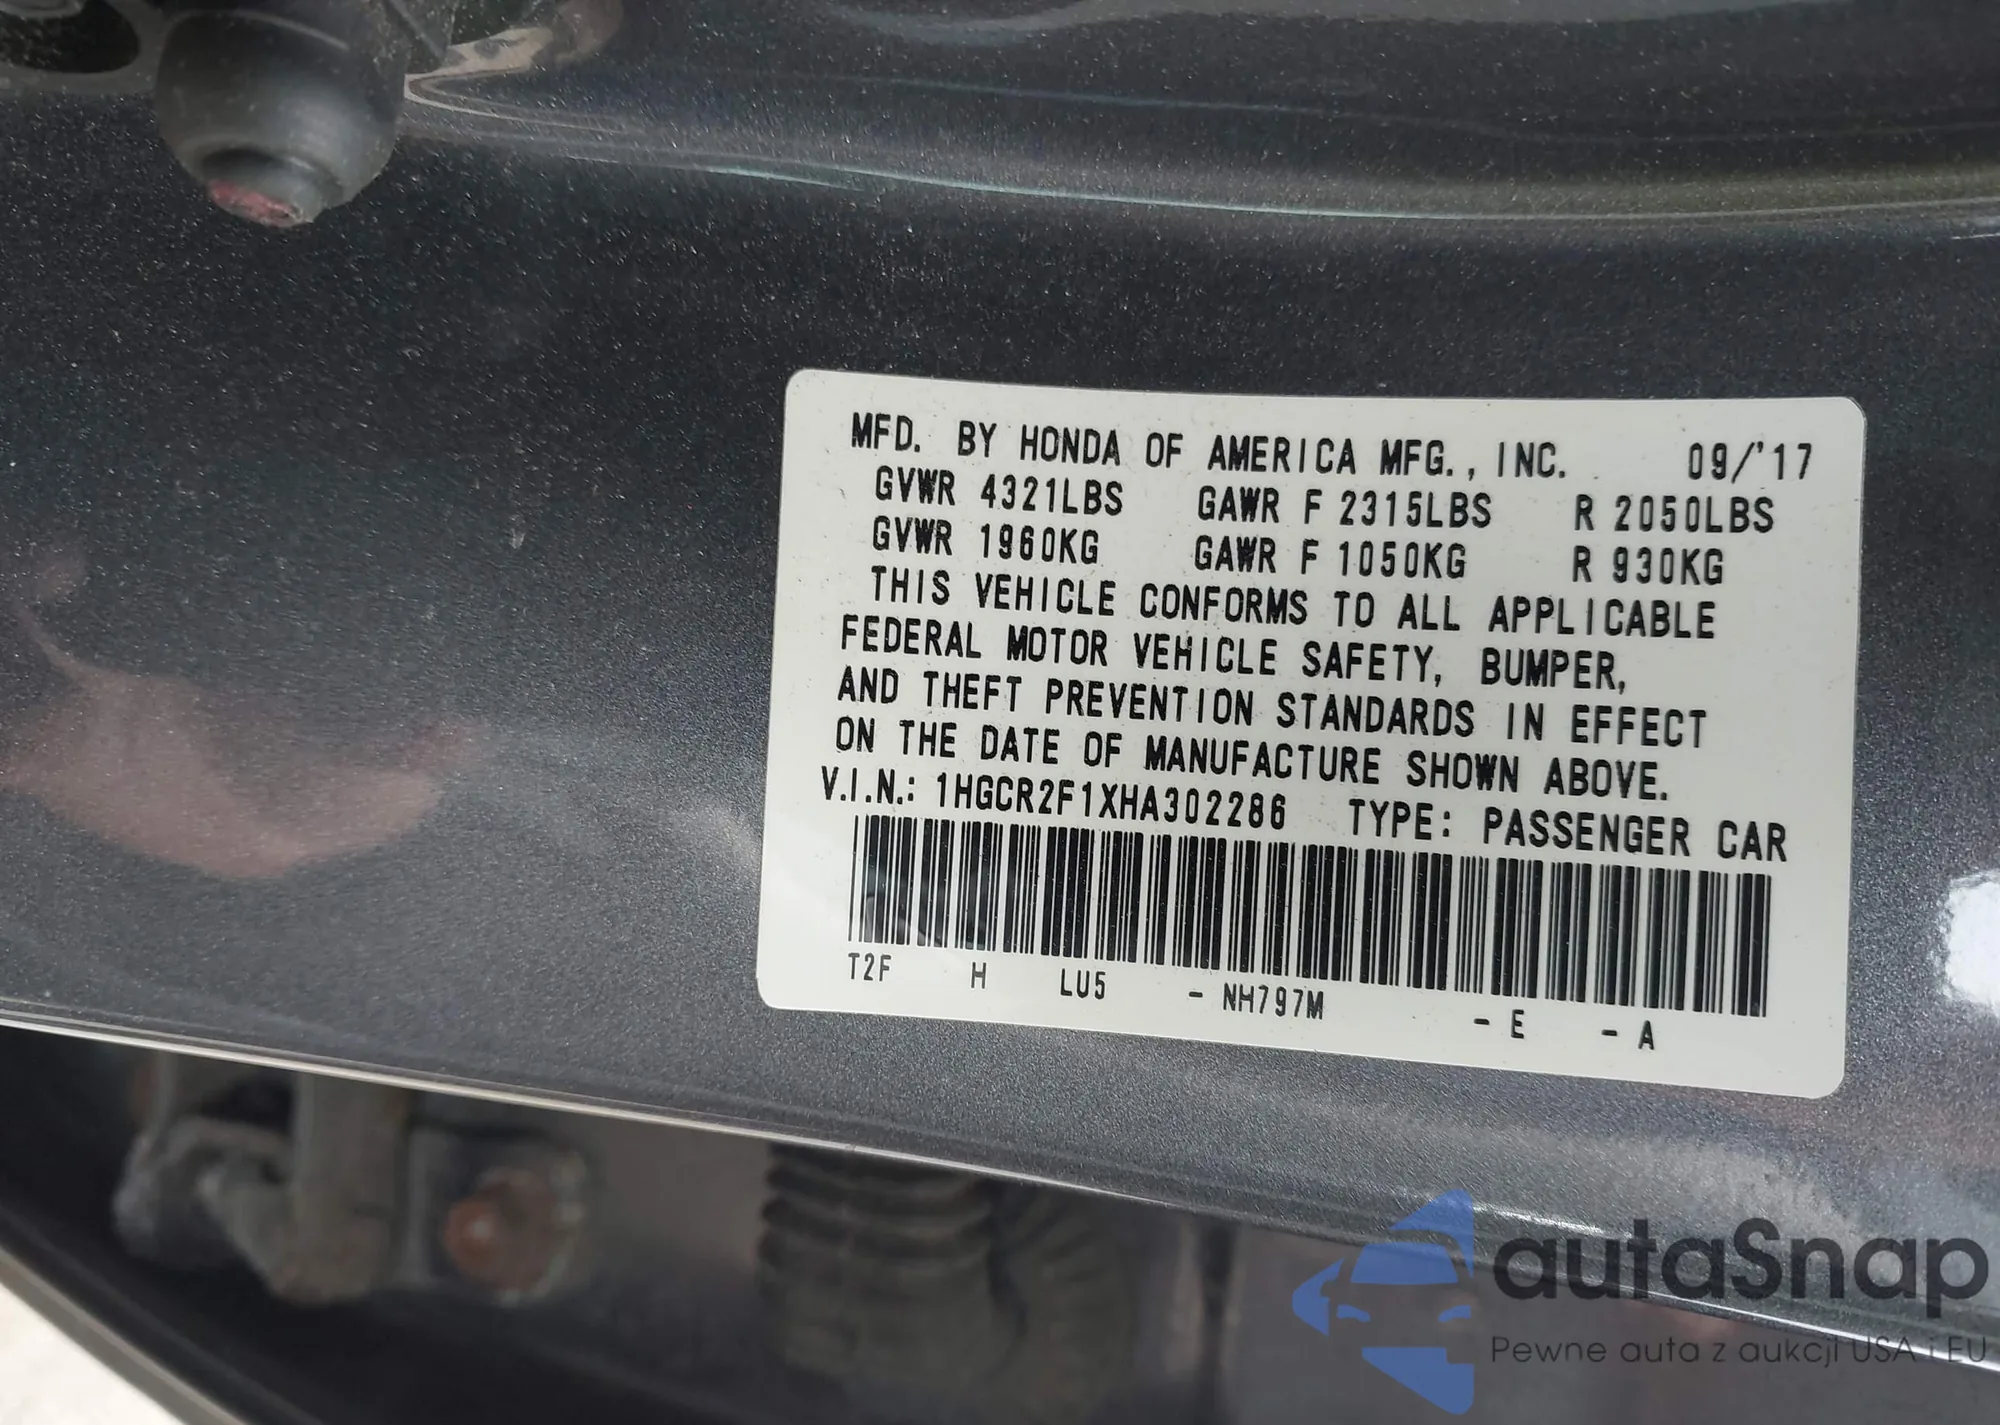 MFD. BY HONDA OF AMERICA MFG., INC. 09/'17
GVWR 4321LBS GAWR F 2315LBS R 2050LBS
GVWR 1960KG GAWR F 1050KG R 930KG
THIS VEHICLE CONFORMS TO ALL APPLICABLE
FEDERAL MOTOR VEHICLE SAFETY, BUMPER,
AND THEFT PREVENTION STANDARDS IN EFFECT
ON THE DATE OF MANUFACTURE SHOWN ABOVE.
V.I.N.: 1HGCR2F1XHA302286 TYPE: PASSENGER CAR
T2F H LU5 - NH797M - E - A
autaSnap
Pewne auta z aukcji USA i EU